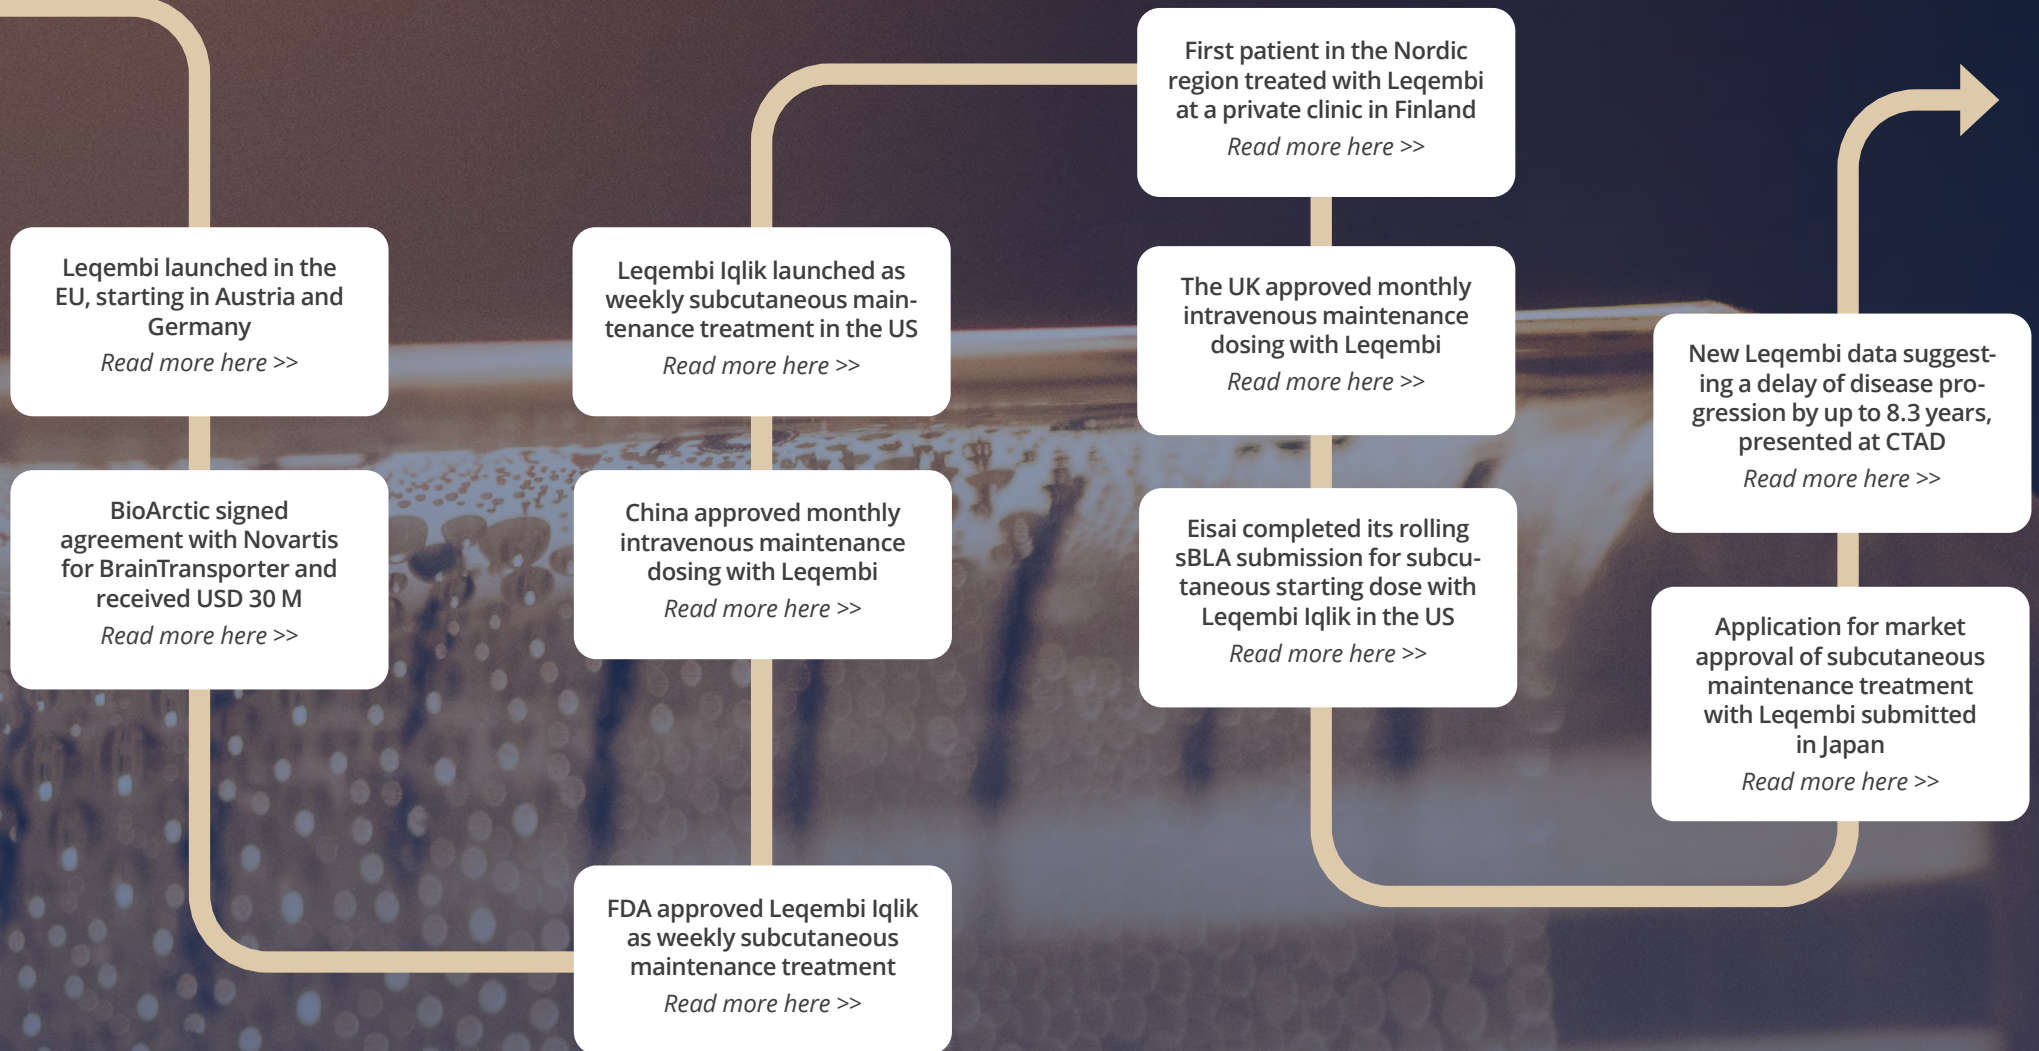 Leqembi launched in the
EU, starting in Austria and
Germany
Read more here >>
BioArctic signed
agreement with Novartis
for BrainTransporter and
received USD 30 M
Read more here >>
FDA approved Leqembi Iqlik
as weekly subcutaneous
maintenance treatment
Read more here >>
China approved monthly
intravenous maintenance
dosing with Leqembi
Read more here >>
Leqembi Iqlik launched as
weekly subcutaneous main-
tenance treatment in the US
Read more here >>
First patient in the Nordic
region treated with Leqembi
at a private clinic in Finland
Read more here >>
The UK approved monthly
intravenous maintenance
dosing with Leqembi
Read more here >>
Eisai completed its rolling
sBLA submission for subcu-
taneous starting dose with
Leqembi Iqlik in the US
Read more here >>
Application for market
approval of subcutaneous
maintenance treatment
with Leqembi submitted
in Japan
Read more here >>
New Leqembi data suggest-
ing a delay of disease pro-
gression by up to 8.3 years,
presented at CTAD
Read more here >>